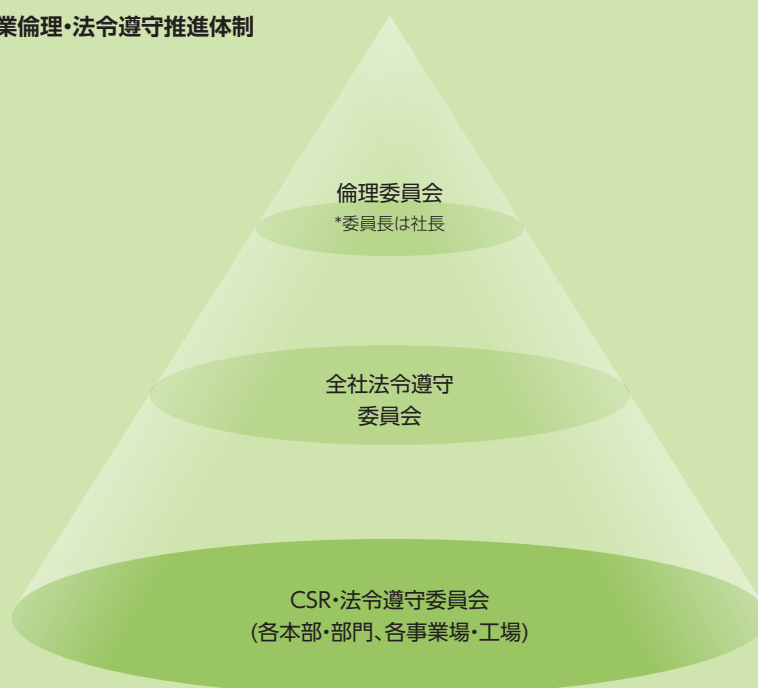 業倫理・法令遵守推進体制
倫理委員会
*委員長は社長
全社法令遵守
委員会
CSR・法令遵守委員会
(各本部・部門、各事業場・工場)